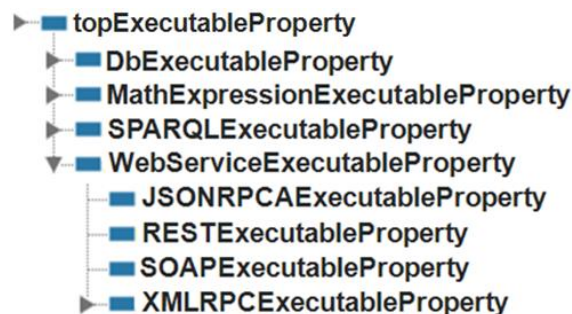 topExecutableProperty
DbExecutableProperty
MathExpressionExecutableProperty
SPARQLExecutableProperty
WebServiceExecutableProperty
JSONRPCAExecutableProperty
RESTExecutableProperty
SOAPExecutableProperty
XMLRPCExecutableProperty